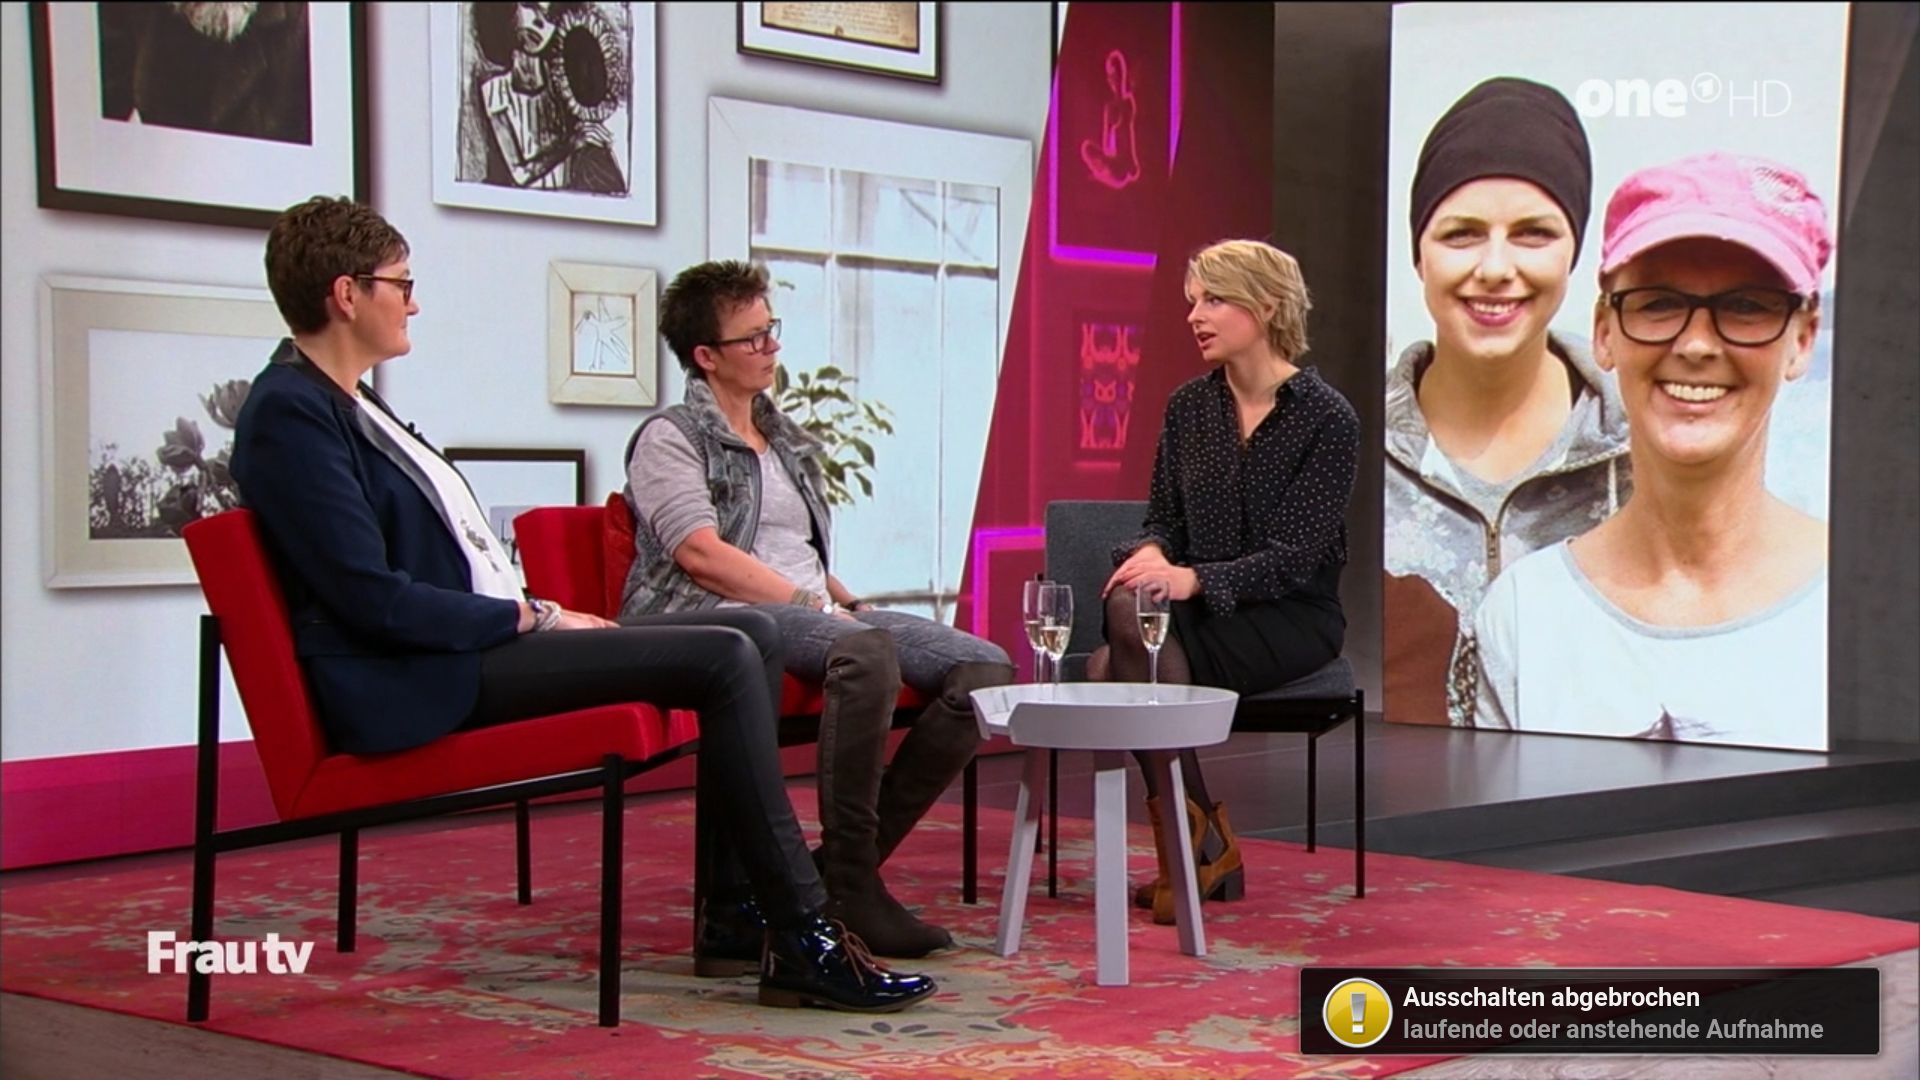 one HD
Frau tv
Ausschalten abgebrochen
laufende oder anstehende Aufnahme